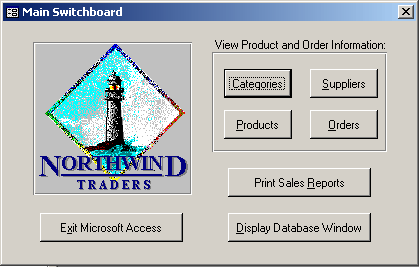 Main Switchboard
View Product and Order Information:
Categories
Suppliers
Products
Orders
NORTHWIND
TRADERS
Print Sales Reports
Exit Microsoft Access
Display Database Window